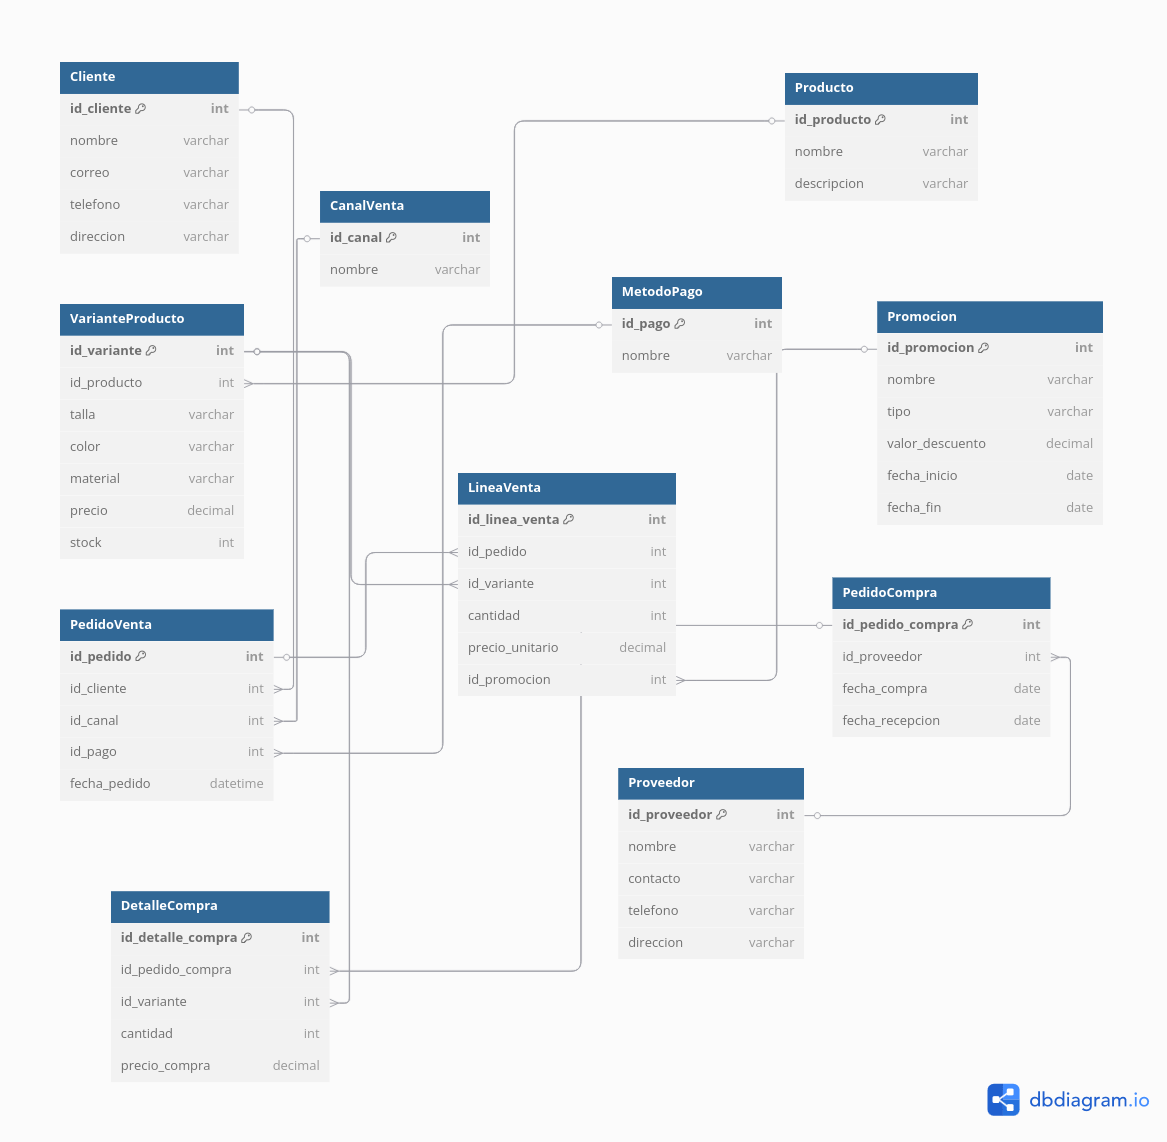 Cliente
id_cliente int
nombre varchar
correo varchar
telefono varchar
direccion varchar
Producto
id_producto int
nombre varchar
descripcion varchar
CanalVenta
id_canal int
nombre varchar
MetodoPago
id_pago int
nombre varchar
Promocion
id_promocion int
nombre varchar
tipo varchar
valor_descuento decimal
fecha_inicio date
fecha_fin date
VarianteProducto
id_variante int
id_producto int
talla varchar
color varchar
material varchar
precio decimal
stock int
LineaVenta
id_linea_venta int
id_pedido int
id_variante int
cantidad int
precio_unitario decimal
id_promocion int
PedidoCompra
id_pedido_compra int
id_proveedor int
fecha_compra date
fecha_recepcion date
PedidoVenta
id_pedido int
id_cliente int
id_canal int
id_pago int
fecha_pedido datetime
Proveedor
id_proveedor int
nombre varchar
contacto varchar
telefono varchar
direccion varchar
DetalleCompra
id_detalle_compra int
id_pedido_compra int
id_variante int
cantidad int
precio_compra decimal
dbdiagram.io